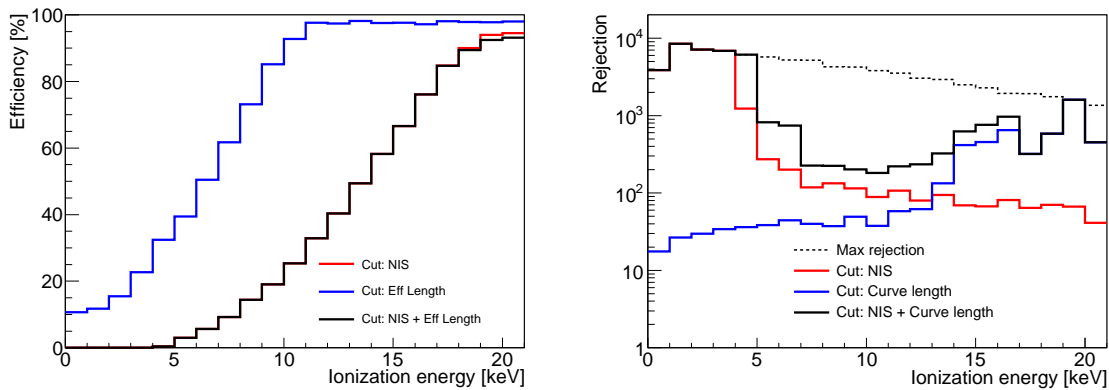 Efficiency [%]
100
80
60
40
20
0
Cut: NIS
Cut: Eff Length
Cut: NIS + Eff Length
0 5 10 15 20
Ionization energy [keV]
Rejection
10^4
10^3
10^2
10
1
Max rejection
Cut: NIS
Cut: Curve length
Cut: NIS + Curve length
0 5 10 15 20
Ionization energy [keV]